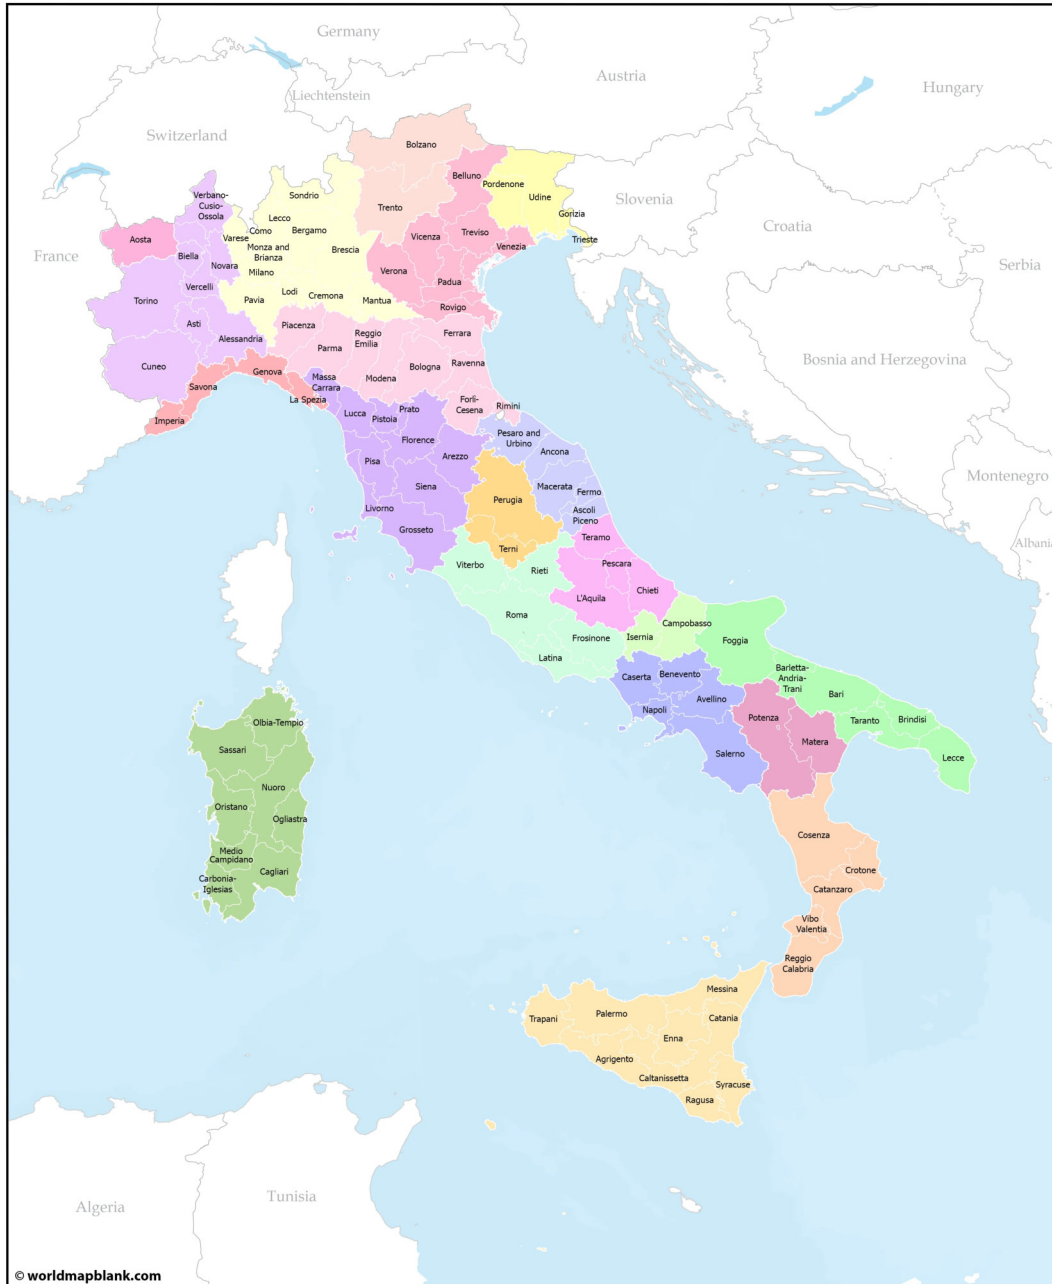 Germany
Austria
Hungary
Liechtenstein
Switzerland
Slovenia
Croatia
France
Serbia
Bosnia and Herzegovina
Montenegro
Albania
Algeria
Tunisia
Bolzano
Belluno
Pordenone
Udine
Trento
Gorizia
Trieste
Verbano-
Cusio-
Ossola
Sondrio
Lecco
Como
Bergamo
Varese
Monza and
Brianza
Brescia
Milano
Lodi
Cremona
Pavia
Mantua
Vicenza
Treviso
Venezia
Verona
Padua
Rovigo
Aosta
Biella
Novara
Vercelli
Torino
Asti
Alessandria
Cuneo
Piacenza
Parma
Reggio
Emilia
Modena
Bologna
Ferrara
Ravenna
Forlì-
Cesena
Rimini
Genova
Savona
La Spezia
Imperia
Massa
Carrara
Lucca
Pistoia
Prato
Florence
Arezzo
Pisa
Siena
Livorno
Grosseto
Pesaro and
Urbino
Ancona
Macerata
Fermo
Ascoli
Piceno
Perugia
Terni
Teramo
Pescara
L'Aquila
Chieti
Viterbo
Rieti
Roma
Frosinone
Latina
Isernia
Campobasso
Foggia
Barletta-
Andria-
Trani
Bari
Taranto
Brindisi
Lecce
Caserta
Benevento
Avellino
Napoli
Salerno
Potenza
Matera
Olbia-Tempio
Sassari
Nuoro
Oristano
Ogliastra
Medio
Campidano
Carbonia-
Iglesias
Cagliari
Cosenza
Crotone
Catanzaro
Vibo
Valentia
Reggio
Calabria
Messina
Palermo
Trapani
Catania
Enna
Agrigento
Caltanissetta
Syracuse
Ragusa
© worldmapblank.com